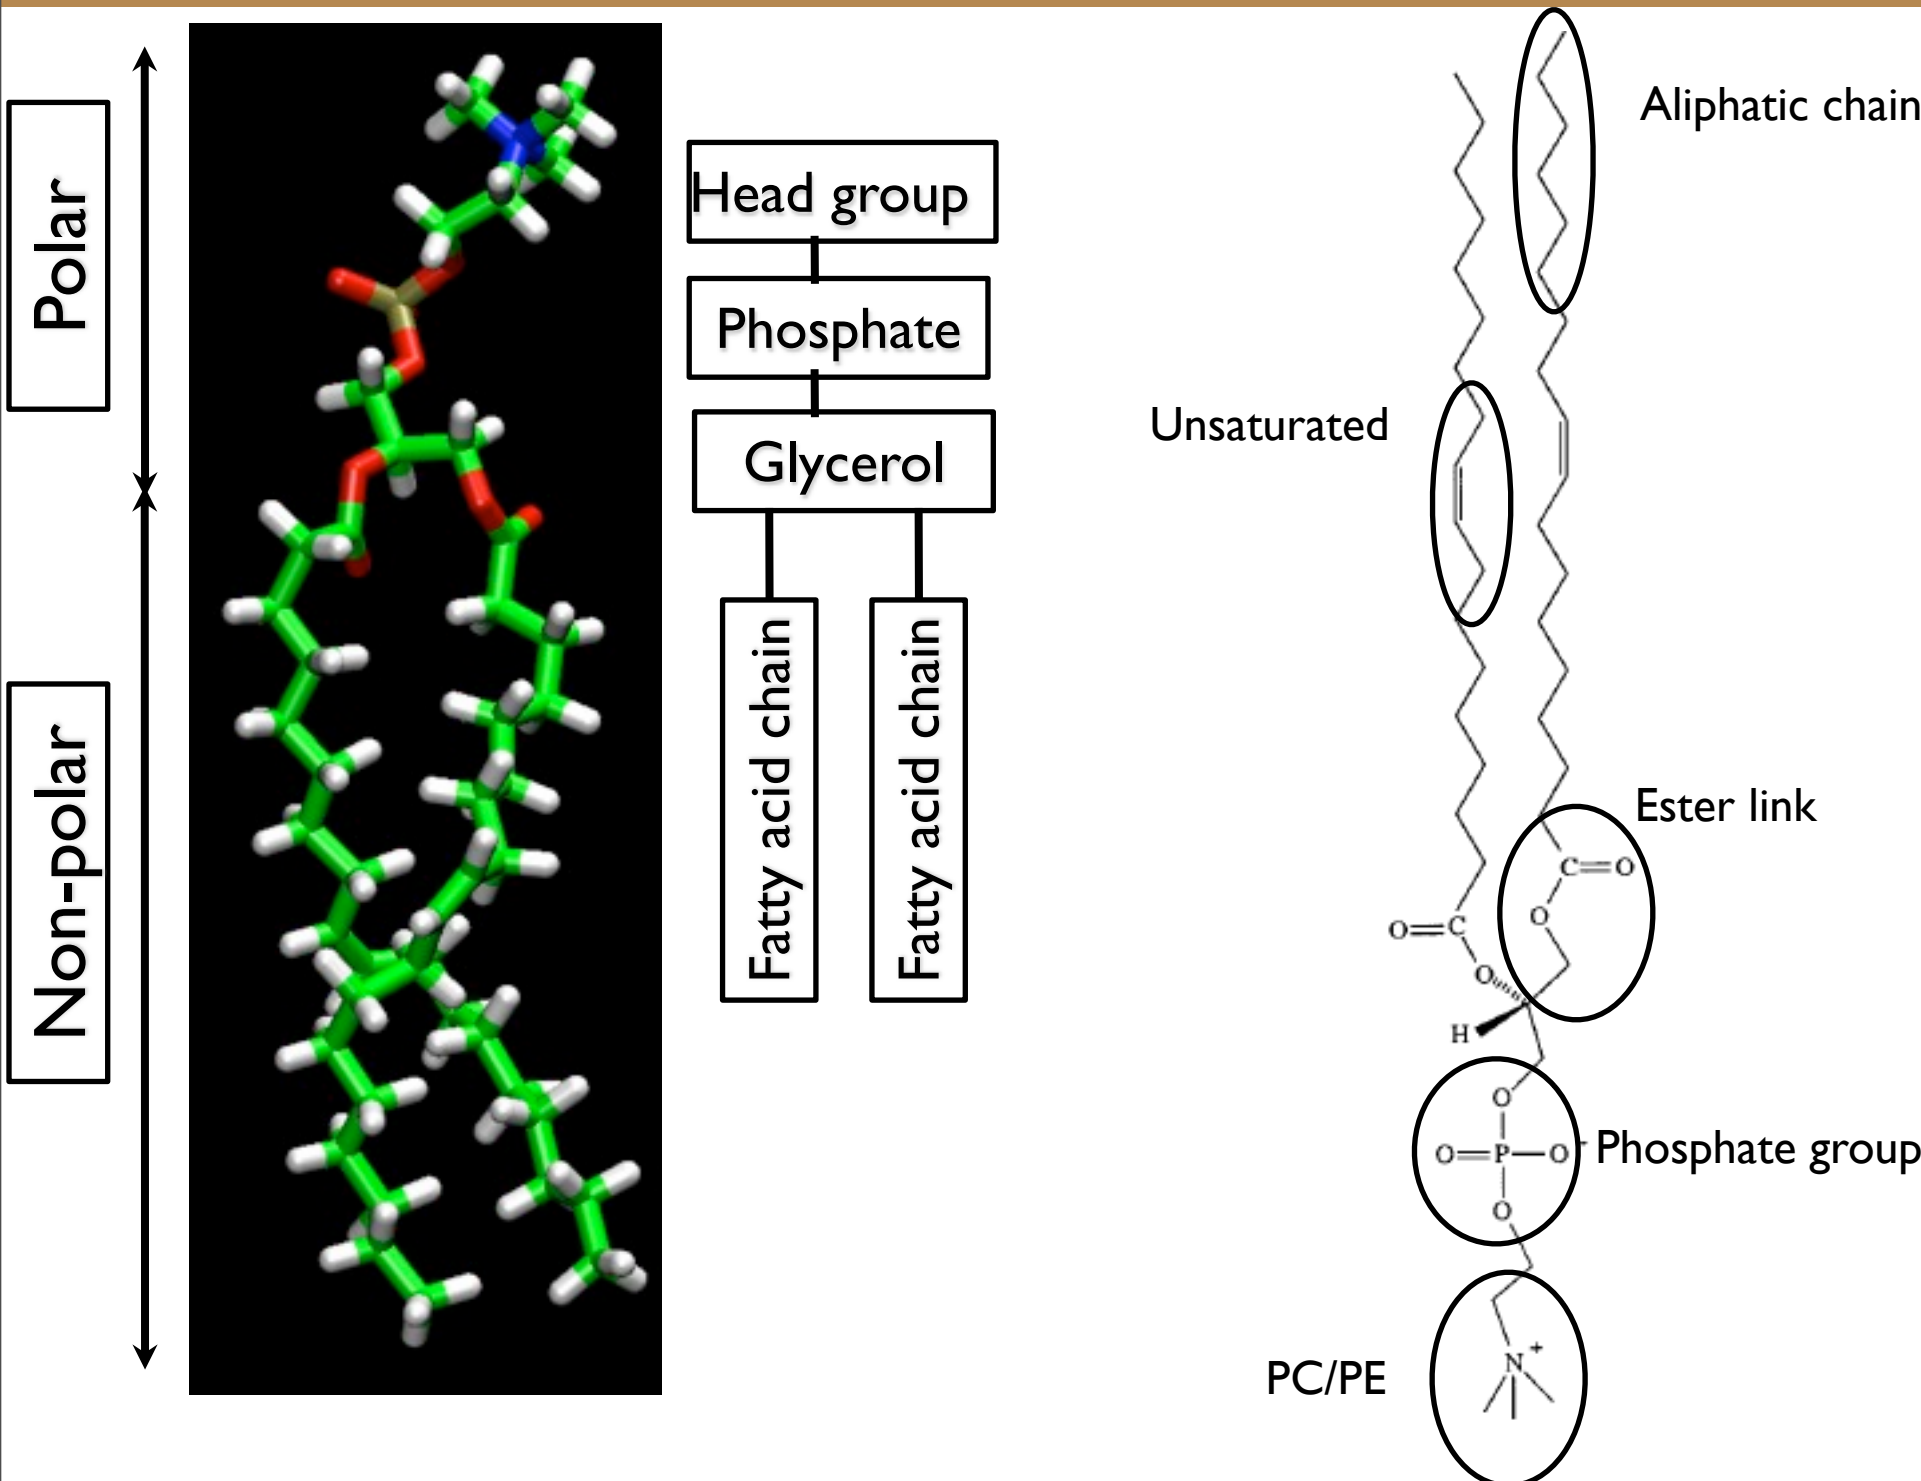 Polar
Non-polar
Head group
Phosphate
Glycerol
Fatty acid chain
Fatty acid chain
Aliphatic chain
Unsaturated
Ester link
C=O
O
O=C
O
H
O
O=P—O-
O
Phosphate group
N+
PC/PE